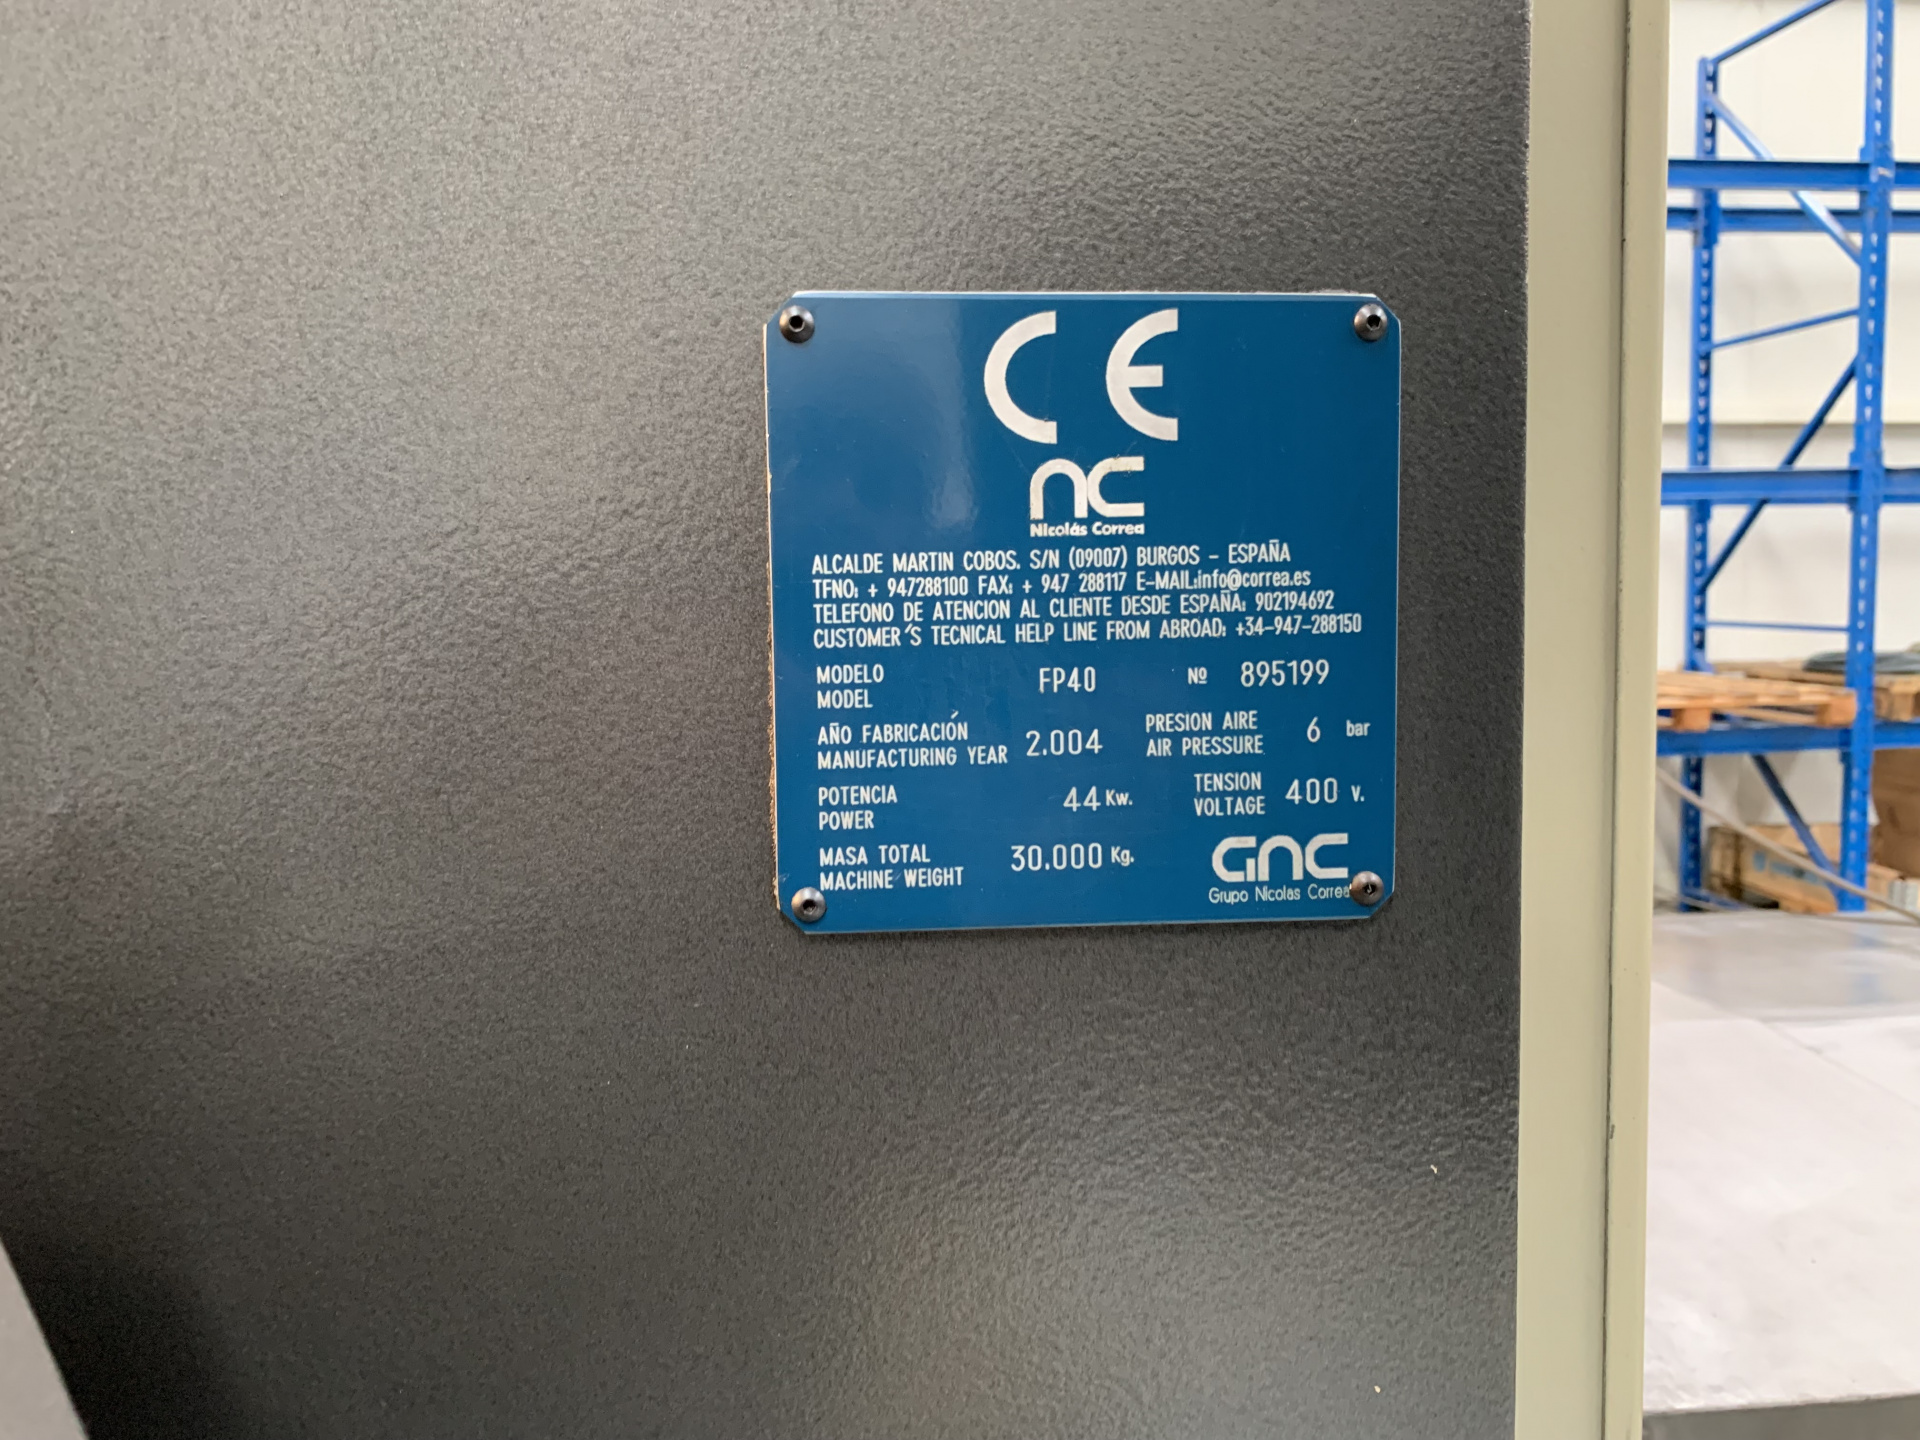 CE
nc
Nicolás Correa
ALCALDE MARTIN COBOS. S/N (09007) BURGOS - ESPAÑA
TFNO: + 947288100 FAX: + 947 288117 E-MAIL:info@correa.es
TELEFONO DE ATENCION AL CLIENTE DESDE ESPAÑA: 902194692
CUSTOMER´S TECNICAL HELP LINE FROM ABROAD: +34-947-288150
MODELO
MODEL
FP40
Nº 895199
AÑO FABRICACIÓN
MANUFACTURING YEAR
2.004
PRESION AIRE
AIR PRESSURE
6 bar
POTENCIA
POWER
44 Kw.
TENSION
VOLTAGE
400 v.
MASA TOTAL
MACHINE WEIGHT
30.000 Kg.
GNC
Grupo Nicolas Correa